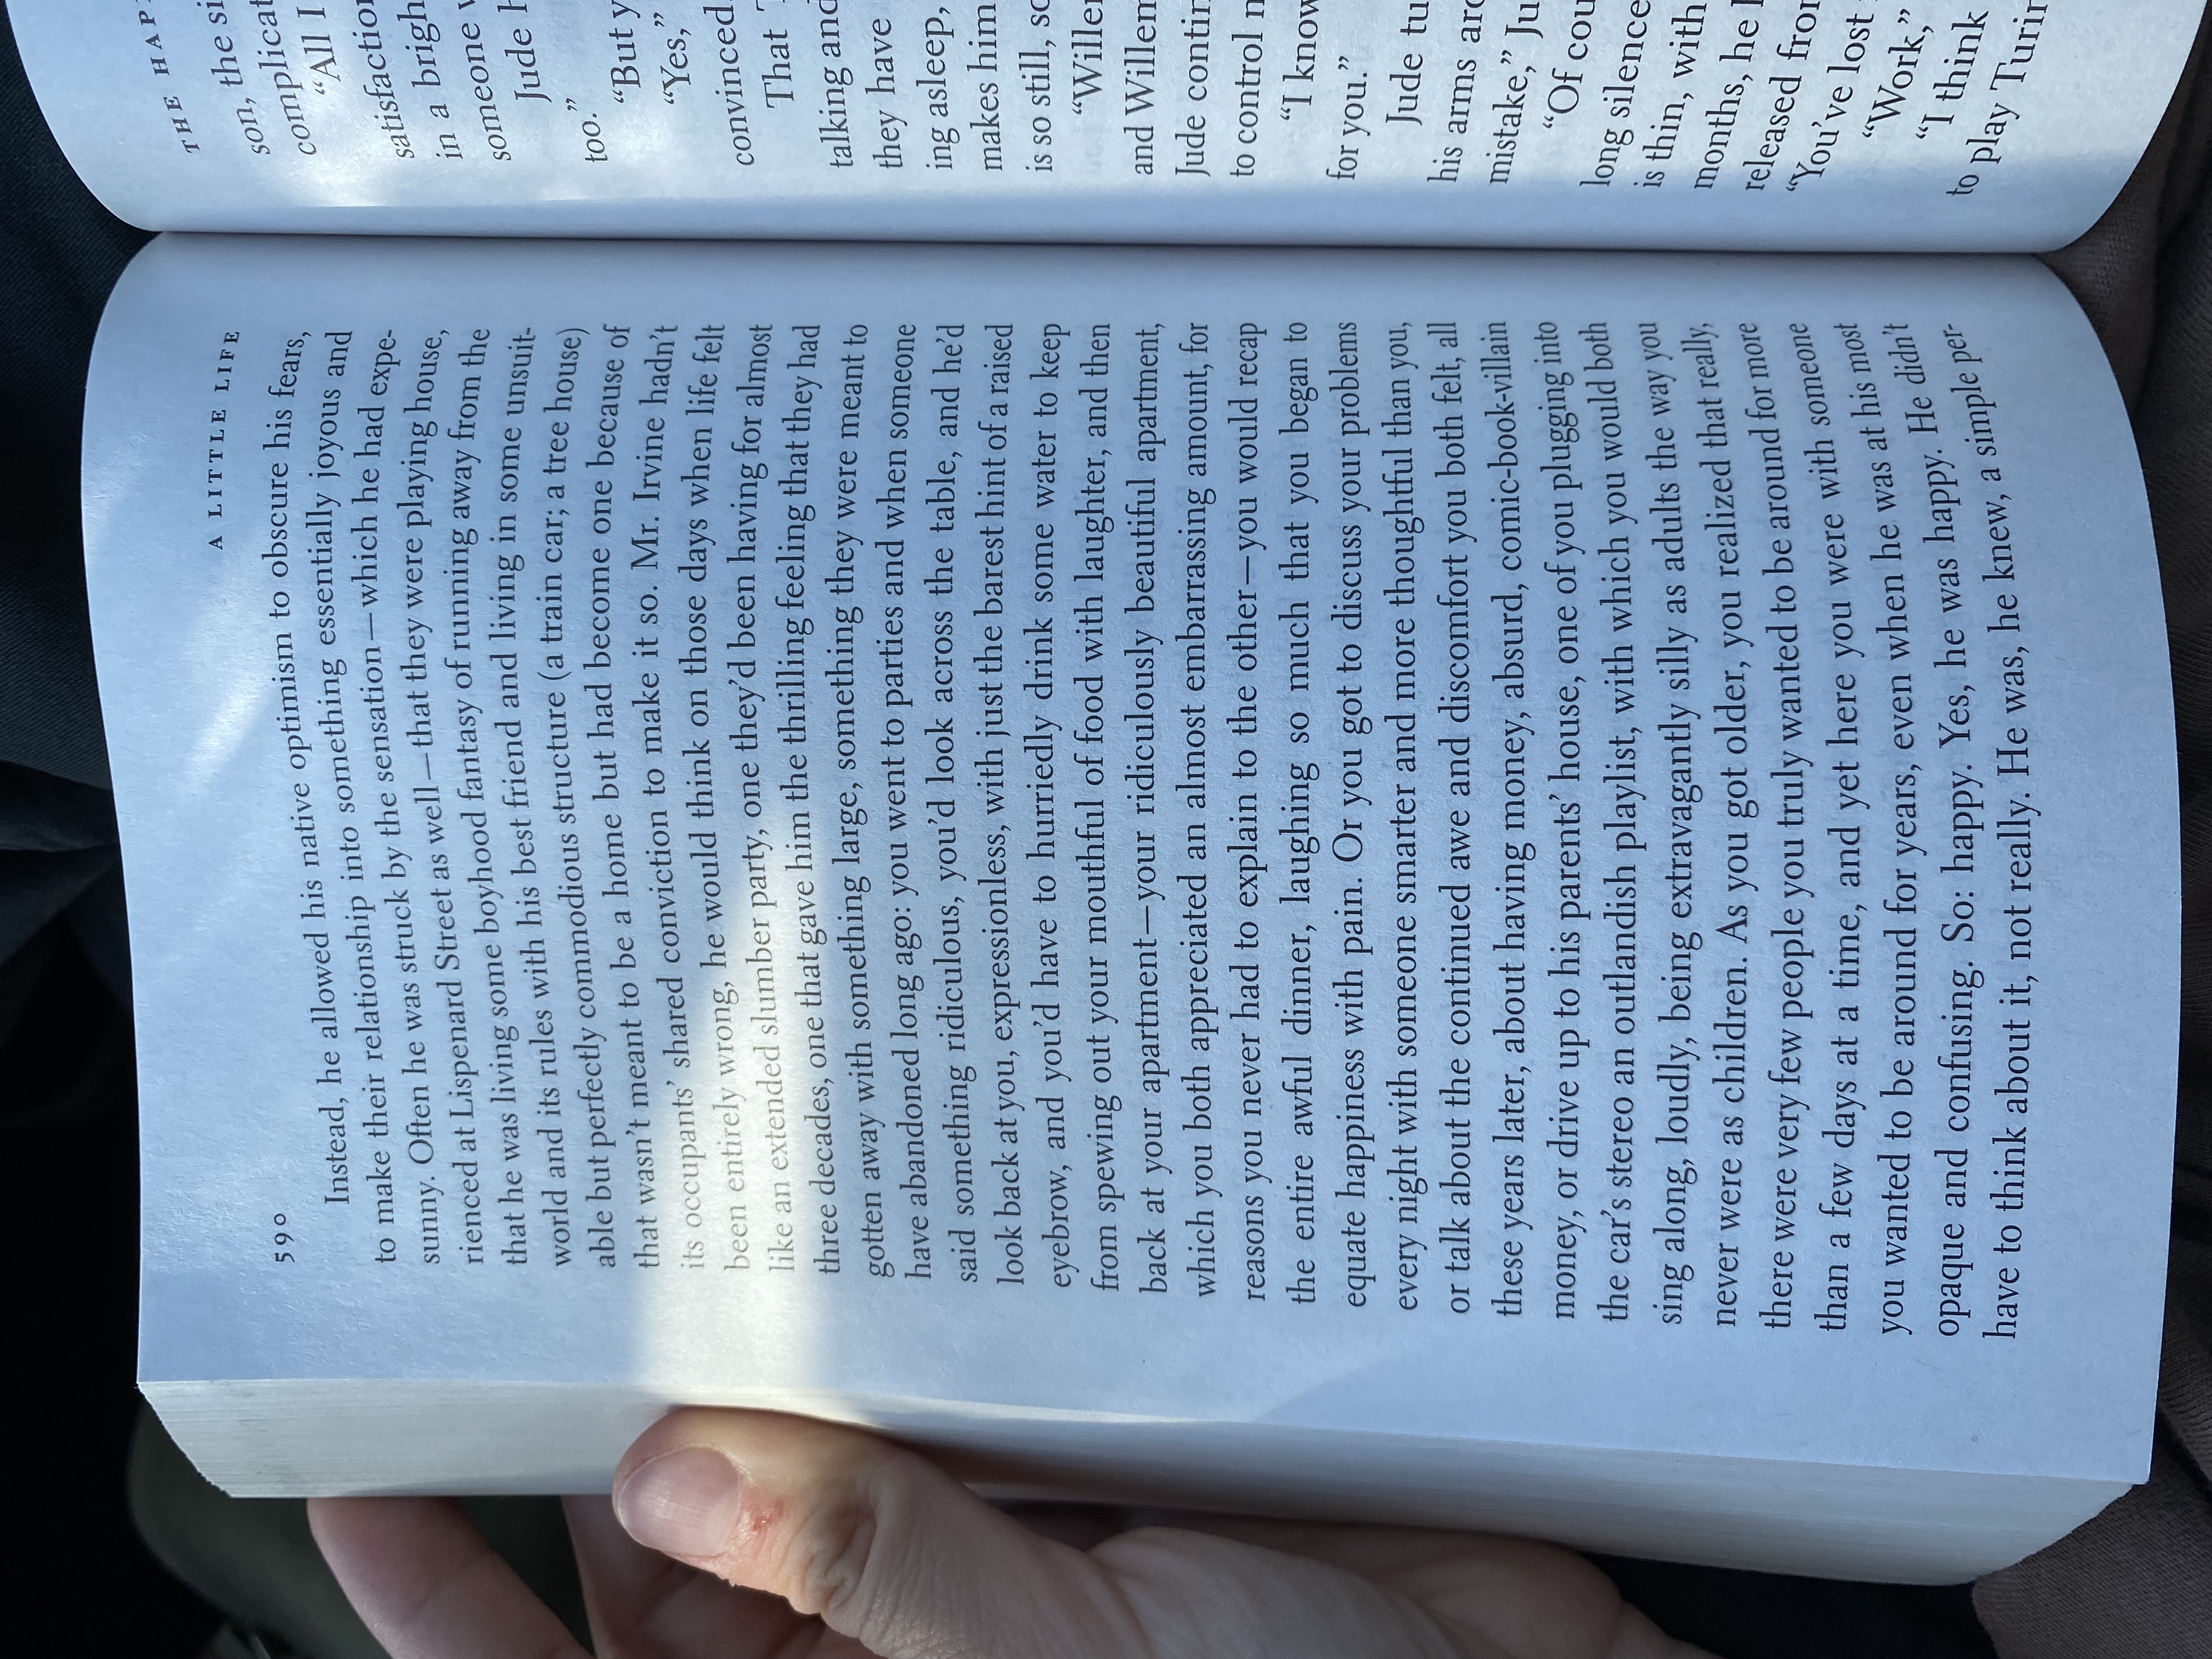 590
A LITTLE LIFE
Instead, he allowed his native optimism to obscure his fears,
to make their relationship into something essentially joyous and
sunny. Often he was struck by the sensation—which he had expe-
rienced at Lispenard Street as well—that they were playing house,
that he was living some boyhood fantasy of running away from the
world and its rules with his best friend and living in some unsuit-
able but perfectly commodious structure (a train car; a tree house)
that wasn't meant to be a home but had become one because of
its occupants' shared conviction to make it so. Mr. Irvine hadn't
been entirely wrong, he would think on those days when life felt
like an extended slumber party, one they'd been having for almost
three decades, one that gave him the thrilling feeling that they had
gotten away with something large, something they were meant to
have abandoned long ago: you went to parties and when someone
said something ridiculous, you'd look across the table, and he'd
look back at you, expressionless, with just the barest hint of a raised
eyebrow, and you'd have to hurriedly drink some water to keep
from spewing out your mouthful of food with laughter, and then
back at your apartment—your ridiculously beautiful apartment,
which you both appreciated an almost embarrassing amount, for
reasons you never had to explain to the other—you would recap
the entire awful dinner, laughing so much that you began to
equate happiness with pain. Or you got to discuss your problems
every night with someone smarter and more thoughtful than you,
or talk about the continued awe and discomfort you both felt, all
these years later, about having money, absurd, comic-book-villain
money, or drive up to his parents' house, one of you plugging into
the car's stereo an outlandish playlist, with which you would both
sing along, loudly, being extravagantly silly as adults the way you
never were as children. As you got older, you realized that really,
there were very few people you truly wanted to be around for more
than a few days at a time, and yet here you were with someone
you wanted to be around for years, even when he was at his most
opaque and confusing. So: happy. Yes, he was happy. He didn't
have to think about it, not really. He was, he knew, a simple per-
THE
son, the
"All I
in a
someone
Jude
too."
"But
"Yes,"
convinced
That
talking
they have
ing asleep,
makes him
is so still,
and Willem
Jude
to control
"I know
for you."
Jude
his arms
mistake,"
"Of
long silence
is thin, with
months, he
released
"You've lost
"Work,"
"I think
to play